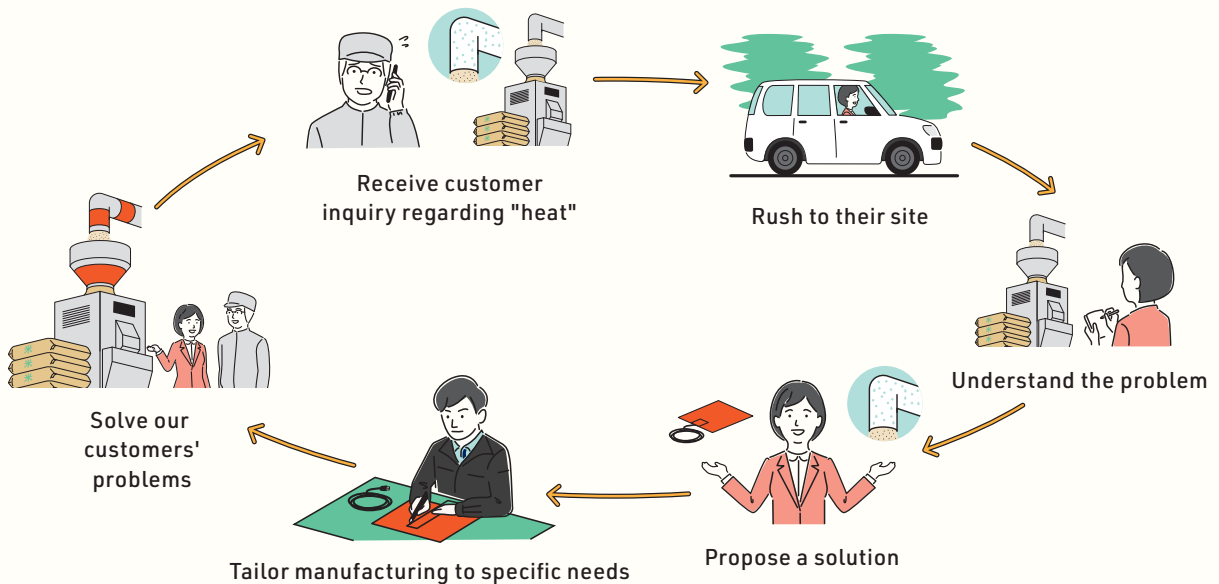 Receive customer
inquiry regarding "heat"
Rush to their site
Understand the problem
Propose a solution
Tailor manufacturing to specific needs
Solve our
customers'
problems